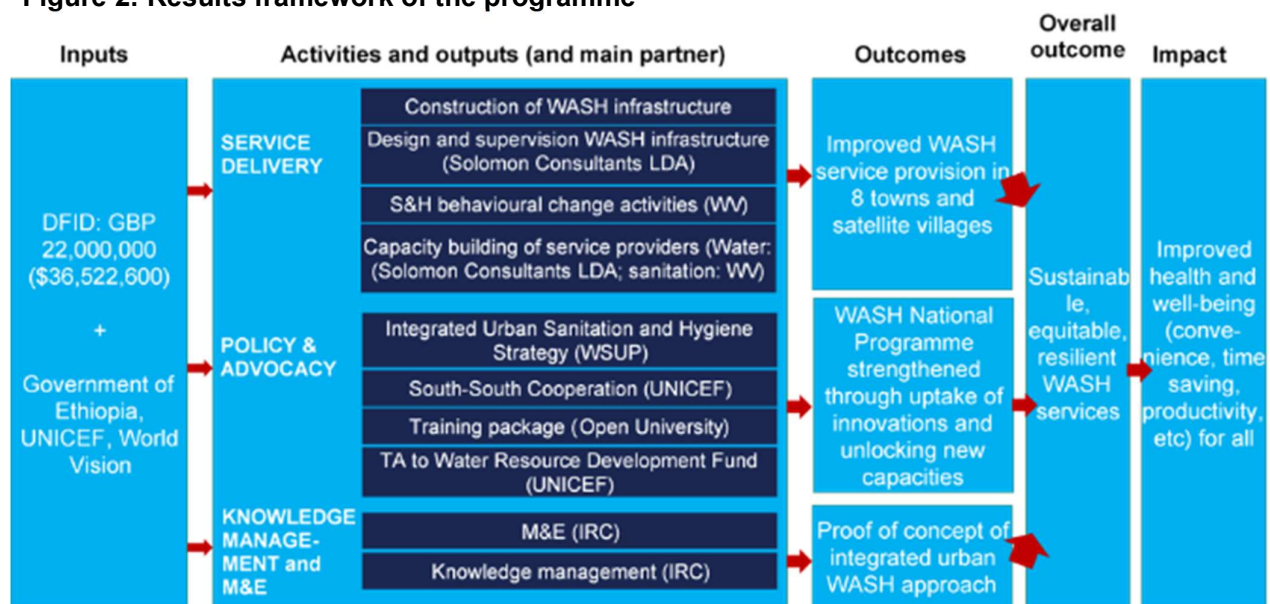 Figure 2: Results framework of the programme
Inputs
Activities and outputs (and main partner)
Outcomes
Overall
outcome
Impact
DFID: GBP
22,000,000
($36,522,600)
+
Government of
Ethiopia,
UNICEF, World
Vision
SERVICE
DELIVERY
Construction of WASH infrastructure
Design and supervision WASH infrastructure
(Solomon Consultants LDA)
S&H behavioural change activities (WV)
Capacity building of service providers (Water:
(Solomon Consultants LDA; sanitation: WV)
POLICY &
ADVOCACY
Integrated Urban Sanitation and Hygiene
Strategy (WSUP)
South-South Cooperation (UNICEF)
Training package (Open University)
TA to Water Resource Development Fund
(UNICEF)
KNOWLEDGE
MANAGE-
MENT and
M&E
M&E (IRC)
Knowledge management (IRC)
Improved WASH
service provision in
8 towns and
satellite villages
WASH National
Programme
strengthened
through uptake of
innovations and
unlocking new
capacities
Proof of concept of
integrated urban
WASH approach
Sustainab
le,
equitable,
resilient
WASH
services
Improved
health and
well-being
(conve-
nience, time
saving,
productivity,
etc) for all